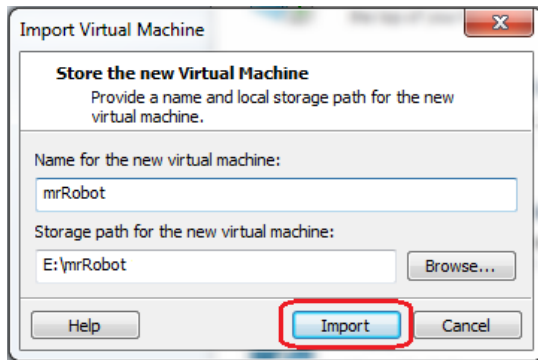 Import Virtual Machine
Store the new Virtual Machine
Provide a name and local storage path for the new
virtual machine.
Name for the new virtual machine:
mrRobot
Storage path for the new virtual machine:
E:\mrRobot
Browse...
Help
Import
Cancel